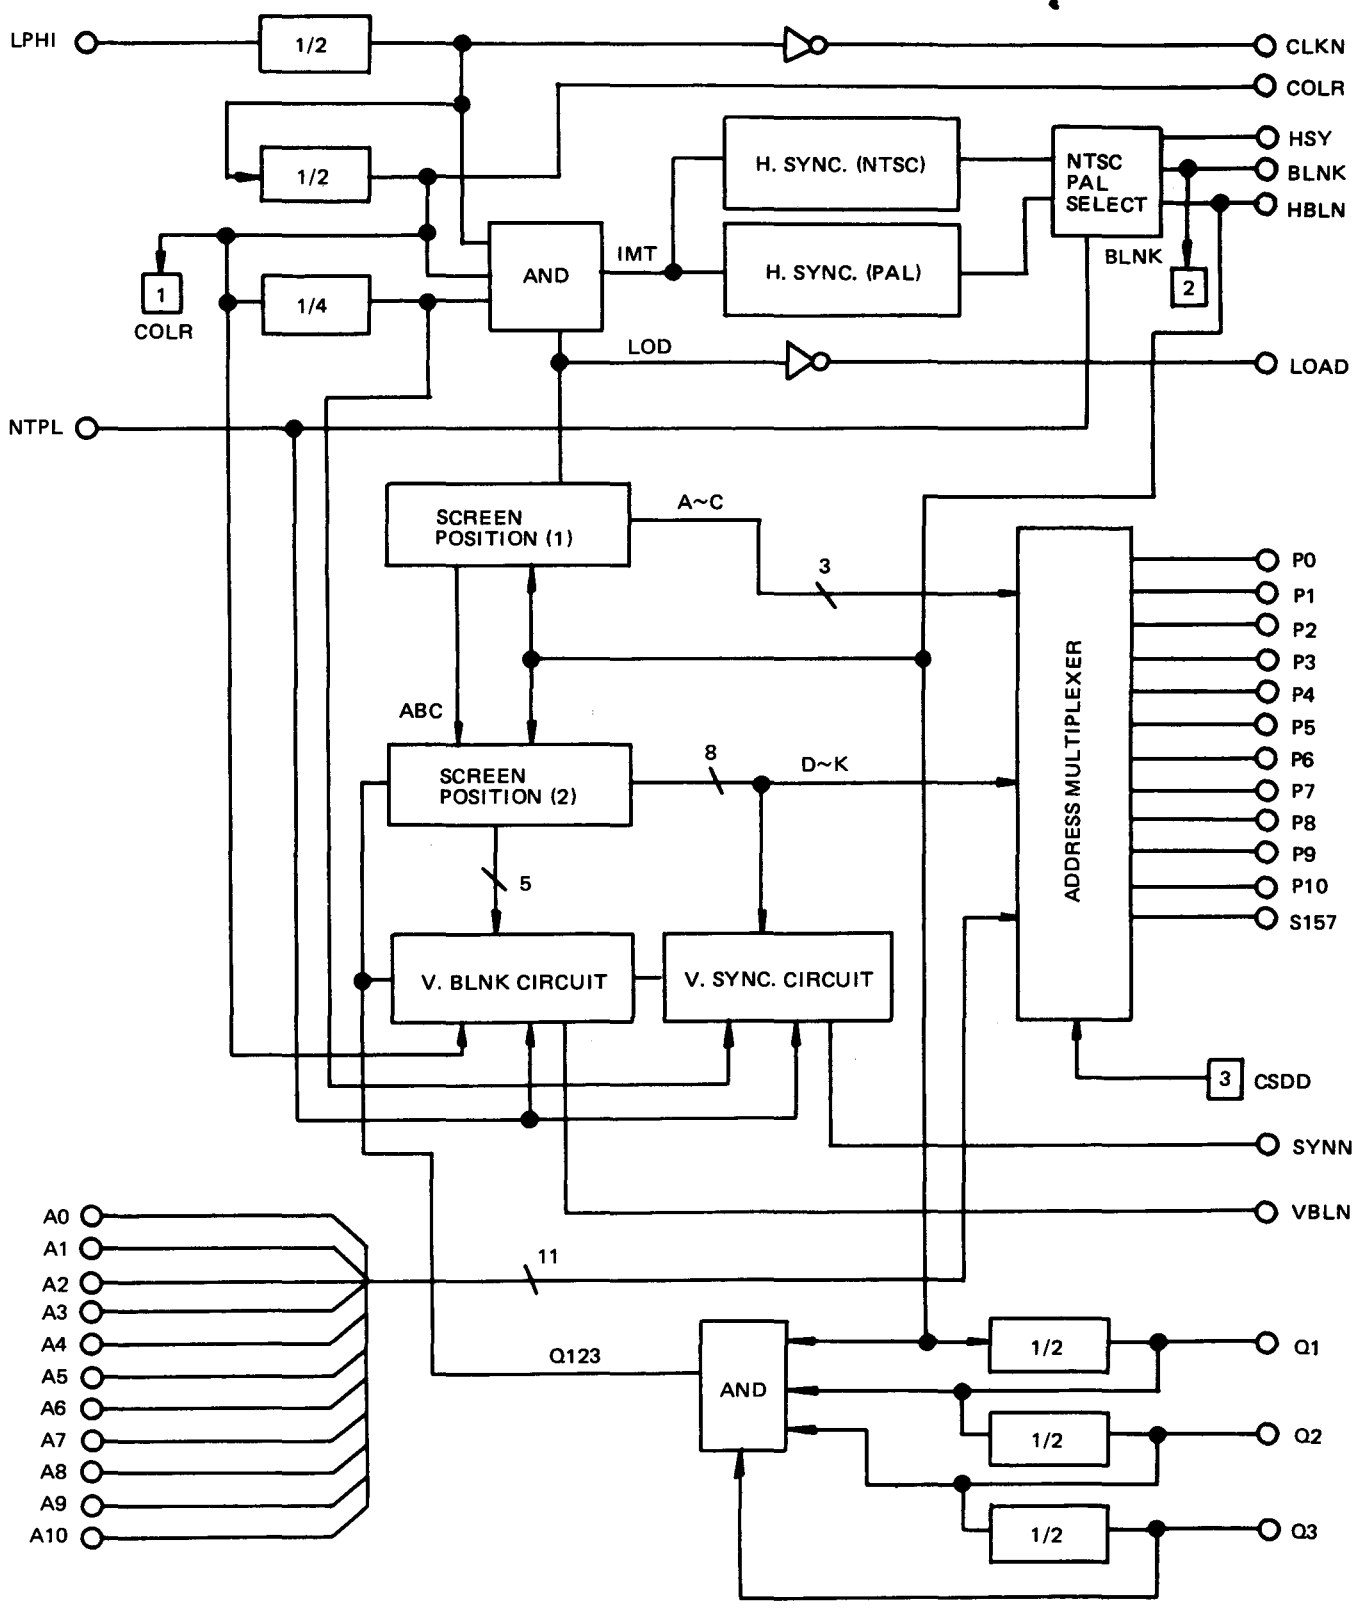 LPHI
1/2
CLKN
COLR
1/2
H. SYNC. (NTSC)
NTSC
PAL
SELECT
HSY
BLNK
HBLN
1
COLR
1/4
AND
IMT
H. SYNC. (PAL)
BLNK
2
LOD
LOAD
NTPL
SCREEN
POSITION (1)
A~C
3
ABC
SCREEN
POSITION (2)
8
D~K
5
ADDRESS MULTIPLEXER
P0
P1
P2
P3
P4
P5
P6
P7
P8
P9
P10
S157
V. BLNK CIRCUIT
V. SYNC. CIRCUIT
3
CSDD
SYNN
VBLN
A0
A1
A2
A3
A4
A5
A6
A7
A8
A9
A10
11
Q123
AND
1/2
Q1
1/2
Q2
1/2
Q3